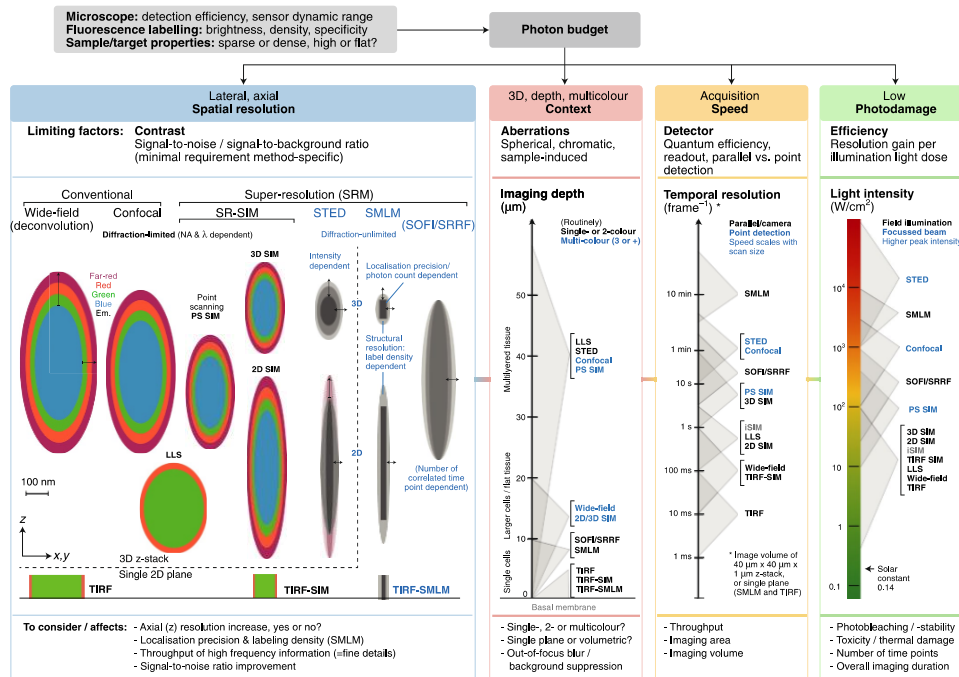 Microscope: detection efficiency, sensor dynamic range
Fluorescence labelling: brightness, density, specificity
Sample/target properties: sparse or dense, high or flat?
Photon budget
Lateral, axial
Spatial resolution
Limiting factors: Contrast
Signal-to-noise / signal-to-background ratio
(minimal requirement method-specific)
Conventional
Super-resolution (SRM)
Wide-field
(deconvolution)
Confocal
SR-SIM
STED
SMLM
(SOFI/SRRF)
Diffraction-limited (NA & λ dependent)
Diffraction-unlimited
3D SIM
Intensity
dependent
Localisation precision/
photon count dependent
Far-red
Red
Green
Blue
Em.
Point
scanning
PS SIM
3D
Structural
resolution:
label density
dependent
2D SIM
LLS
2D
(Number of
correlated time
point dependent)
100 nm
z
x,y
3D z-stack
Single 2D plane
TIRF
TIRF-SIM
TIRF-SMLM
To consider / affects:
- Axial (z) resolution increase, yes or no?
- Localisation precision & labeling density (SMLM)
- Throughput of high frequency information (=fine details)
- Signal-to-noise ratio improvement
3D, depth, multicolour
Context
Aberrations
Spherical, chromatic,
sample-induced
Imaging depth
(μm)
(Routinely)
Single- or 2-colour
Multi-colour (3 or +)
50
40
30
20
10
0
Multilayered tissue
Larger cells / flat tissue
Single cells
LLS
STED
Confocal
PS SIM
Wide-field
2D/3D SIM
SOFI/SRRF
SMLM
TIRF
TIRF-SIM
TIRF-SMLM
Basal membrane
- Single-, 2- or multicolour?
- Single plane or volumetric?
- Out-of-focus blur /
background suppression
Acquisition
Speed
Detector
Quantum efficiency,
readout, parallel vs. point
detection
Temporal resolution
(frame⁻¹) *
Parallel/camera
Point detection
Speed scales with
scan size
10 min
1 min
10 s
1 s
100 ms
10 ms
1 ms
SMLM
STED
Confocal
SOFI/SRRF
PS SIM
3D SIM
iSIM
LLS
2D SIM
Wide-field
TIRF-SIM
TIRF
* Image volume of
40 μm x 40 μm x
1 μm z-stack,
or single plane
(SMLM and TIRF)
- Throughput
- Imaging area
- Imaging volume
Low
Photodamage
Efficiency
Resolution gain per
illumination light dose
Light intensity
(W/cm²)
Field illumination
Focussed beam
Higher peak intensity
10⁴
10³
10²
10
1
0.1
STED
SMLM
Confocal
SOFI/SRRF
PS SIM
3D SIM
2D SIM
iSIM
TIRF SIM
LLS
Wide-field
TIRF
Solar
constant
0.14
- Photobleaching / -stability
- Toxicity / thermal damage
- Number of time points
- Overall imaging duration